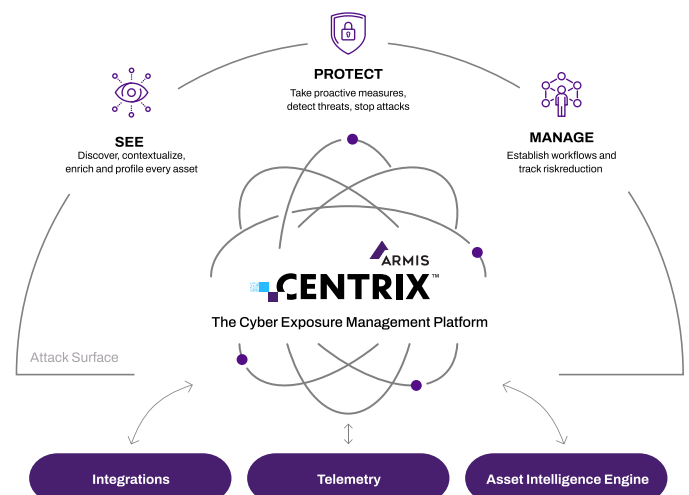 PROTECT
Take proactive measures,
detect threats, stop attacks
SEE
Discover, contextualize,
enrich and profile every asset
MANAGE
Establish workflows and
track riskreduction
ARMIS
CENTRIX™
The Cyber Exposure Management Platform
Attack Surface
Integrations
Telemetry
Asset Intelligence Engine